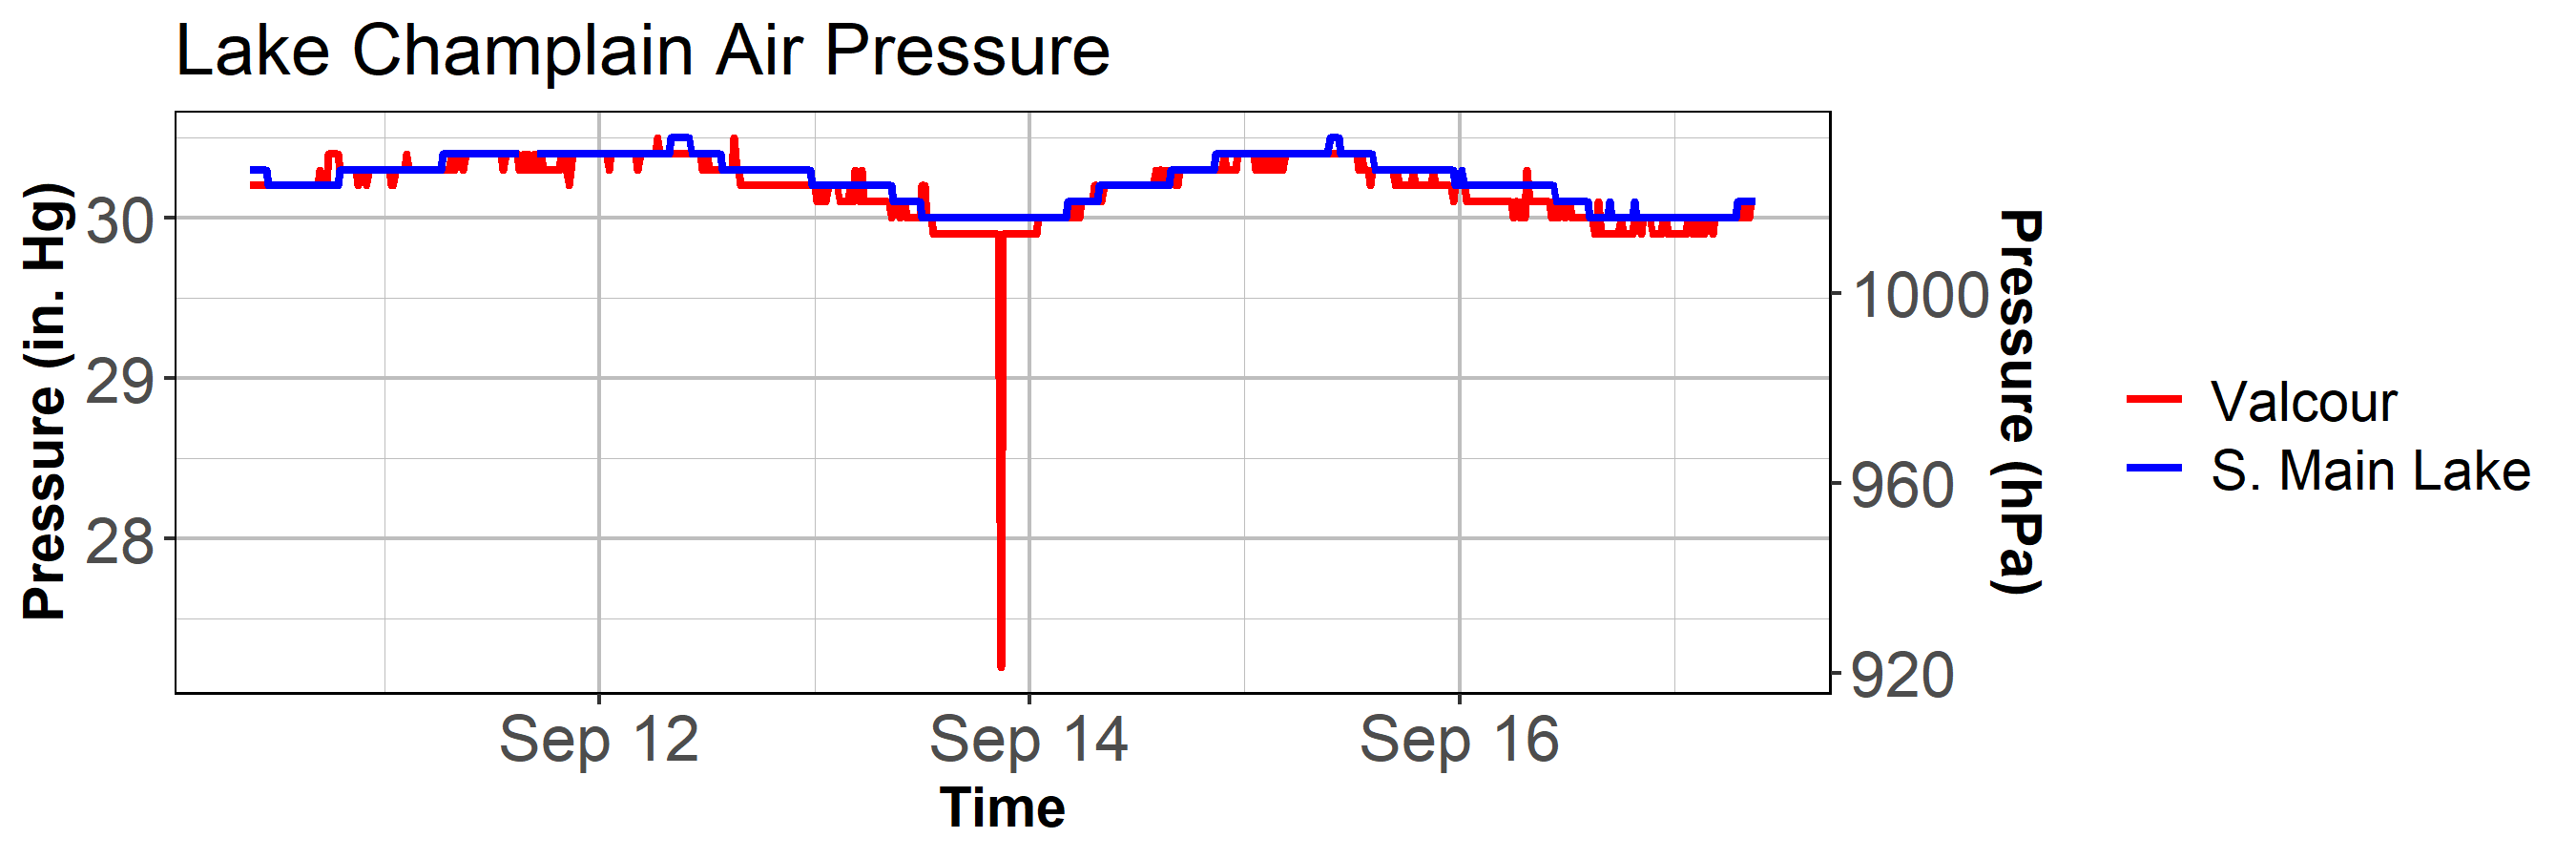 Lake Champlain Air Pressure
Pressure (in. Hg)
30
29
28
1000
960
920
Pressure (hPa)
Sep 12
Sep 14
Sep 16
Time
Valcour
S. Main Lake